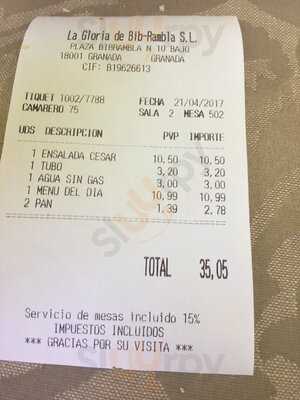 La Gloria de Bib-Rambla S.L.
PLAZA BIBRAMBLA N 10 BAJO
18001 GRANADA GRANADA
CIF: B19626613
TIQUET 1002/7788 FECHA 21/04/2017
CAMARERO 75 SALA 2 MESA 502
UDS DESCRIPCION PVP IMPORTE
1 ENSALADA CESAR 10,50 10,50
1 TUBO 3,20 3,20
1 AGUA SIN GAS 3,00 3,00
1 MENU DEL DIA 10,99 10,99
2 PAN 1,39 2,78
TOTAL 35,05
Servicio de mesas incluido 15%
IMPUESTOS INCLUIDOS
*** GRACIAS POR SU VISITA ***